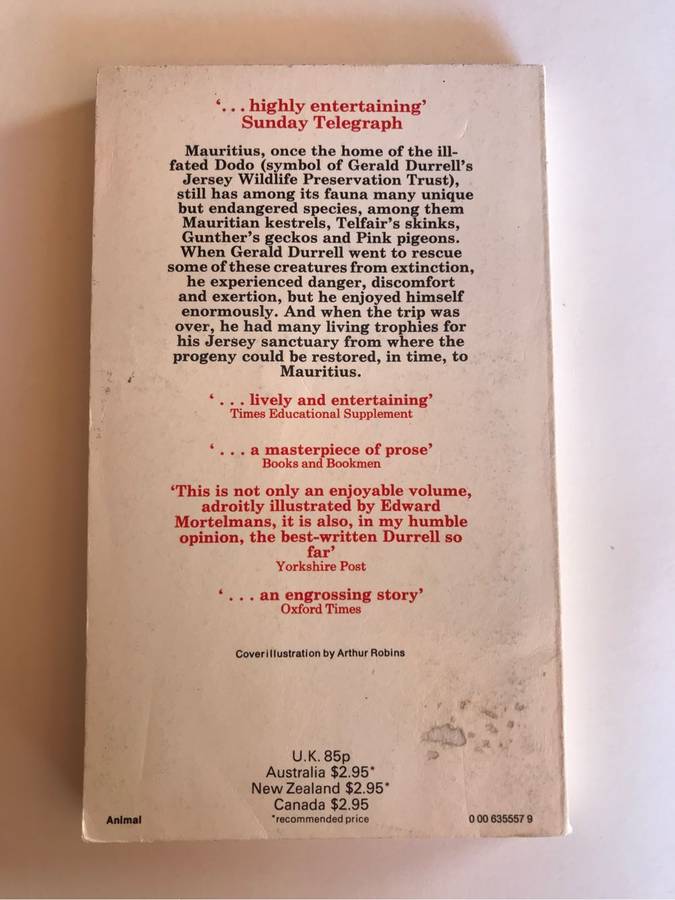 ‘. . . highly entertaining’
Sunday Telegraph
Mauritius, once the home of the ill-
fated Dodo (symbol of Gerald Durrell’s
Jersey Wildlife Preservation Trust),
still has among its fauna many unique
but endangered species, among them
Mauritian kestrels, Telfair’s skinks,
Gunther’s geckos and Pink pigeons.
When Gerald Durrell went to rescue
some of these creatures from extinction,
he experienced danger, discomfort
and exertion, but he enjoyed himself
enormously. And when the trip was
over, he had many living trophies for
his Jersey sanctuary from where the
progeny could be restored, in time, to
Mauritius.
‘. . . lively and entertaining’
Times Educational Supplement
‘. . . a masterpiece of prose’
Books and Bookmen
‘This is not only an enjoyable volume,
adroitly illustrated by Edward
Mortelmans, it is also, in my humble
opinion, the best-written Durrell so
far’
Yorkshire Post
‘. . . an engrossing story’
Oxford Times
Cover illustration by Arthur Robins
U.K. 85p
Australia $2.95*
New Zealand $2.95*
Canada $2.95
*recommended price
Animal
0 00 635557 9